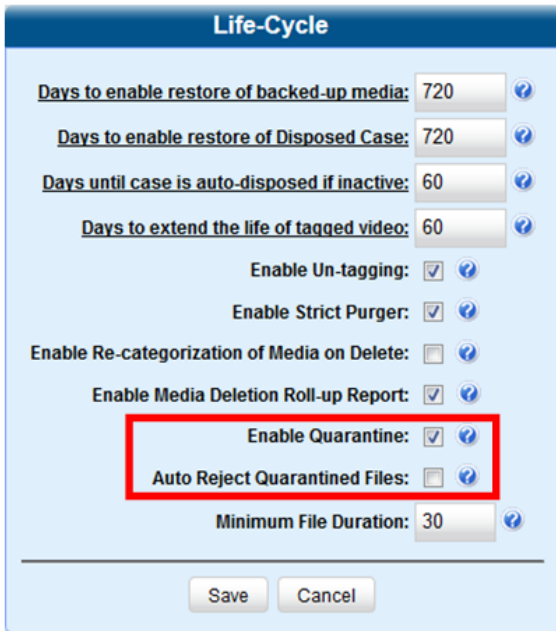 Life-Cycle
Days to enable restore of backed-up media: 720
Days to enable restore of Disposed Case: 720
Days until case is auto-disposed if inactive: 60
Days to extend the life of tagged video: 60
Enable Un-tagging:
Enable Strict Purger:
Enable Re-categorization of Media on Delete:
Enable Media Deletion Roll-up Report:
Enable Quarantine:
Auto Reject Quarantined Files:
Minimum File Duration: 30
Save Cancel